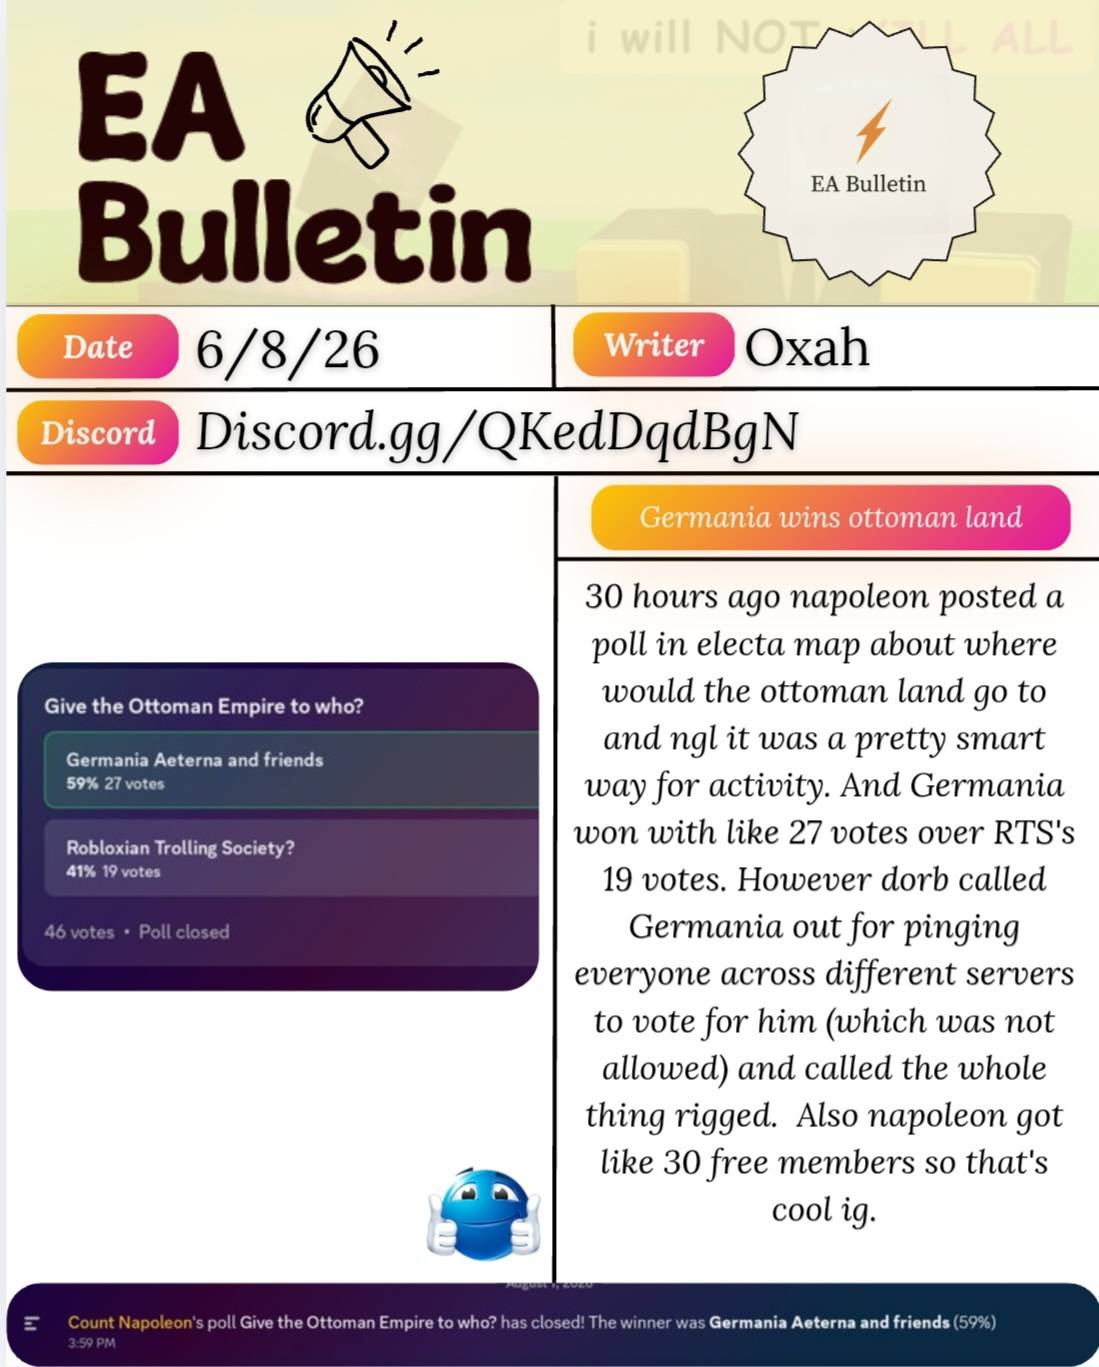 i will NOT KILL ALL
EA
Bulletin
EA Bulletin
Date 6/8/26
Writer Oxah
Discord Discord.gg/QKedDqdBgN
Give the Ottoman Empire to who?
Germania Aeterna and friends
59% 27 votes
Robloxian Trolling Society?
41% 19 votes
46 votes • Poll closed
Germania wins ottoman land
30 hours ago napoleon posted a
poll in electa map about where
would the ottoman land go to
and ngl it was a pretty smart
way for activity. And Germania
won with like 27 votes over RTS's
19 votes. However dorb called
Germania out for pinging
everyone across different servers
to vote for him (which was not
allowed) and called the whole
thing rigged.  Also napoleon got
like 30 free members so that's
cool ig.
Count Napoleon's poll Give the Ottoman Empire to who? has closed! The winner was Germania Aeterna and friends (59%)
3:59 PM